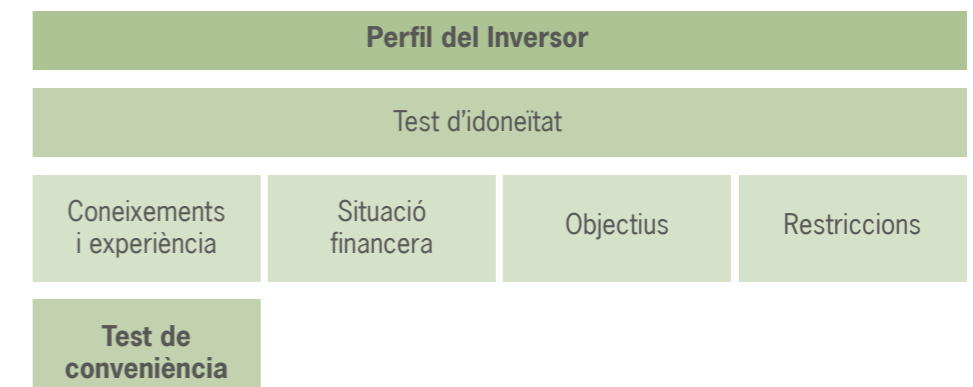 Perfil del Inversor
Test d'idoneïtat
Coneixements
i experiència
Situació
financera
Objectius
Restriccions
Test de
conveniència